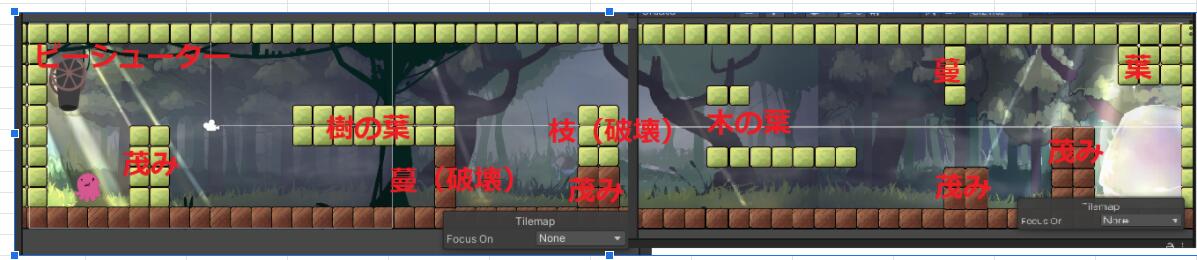 ピーシューター
茂み
樹の葉
蔓（破壊）
枝（破壊）
茂み
木の葉
蔓
茂み
葉
茂み
Tilemap
Focus On None
Tilemap
Focus On None